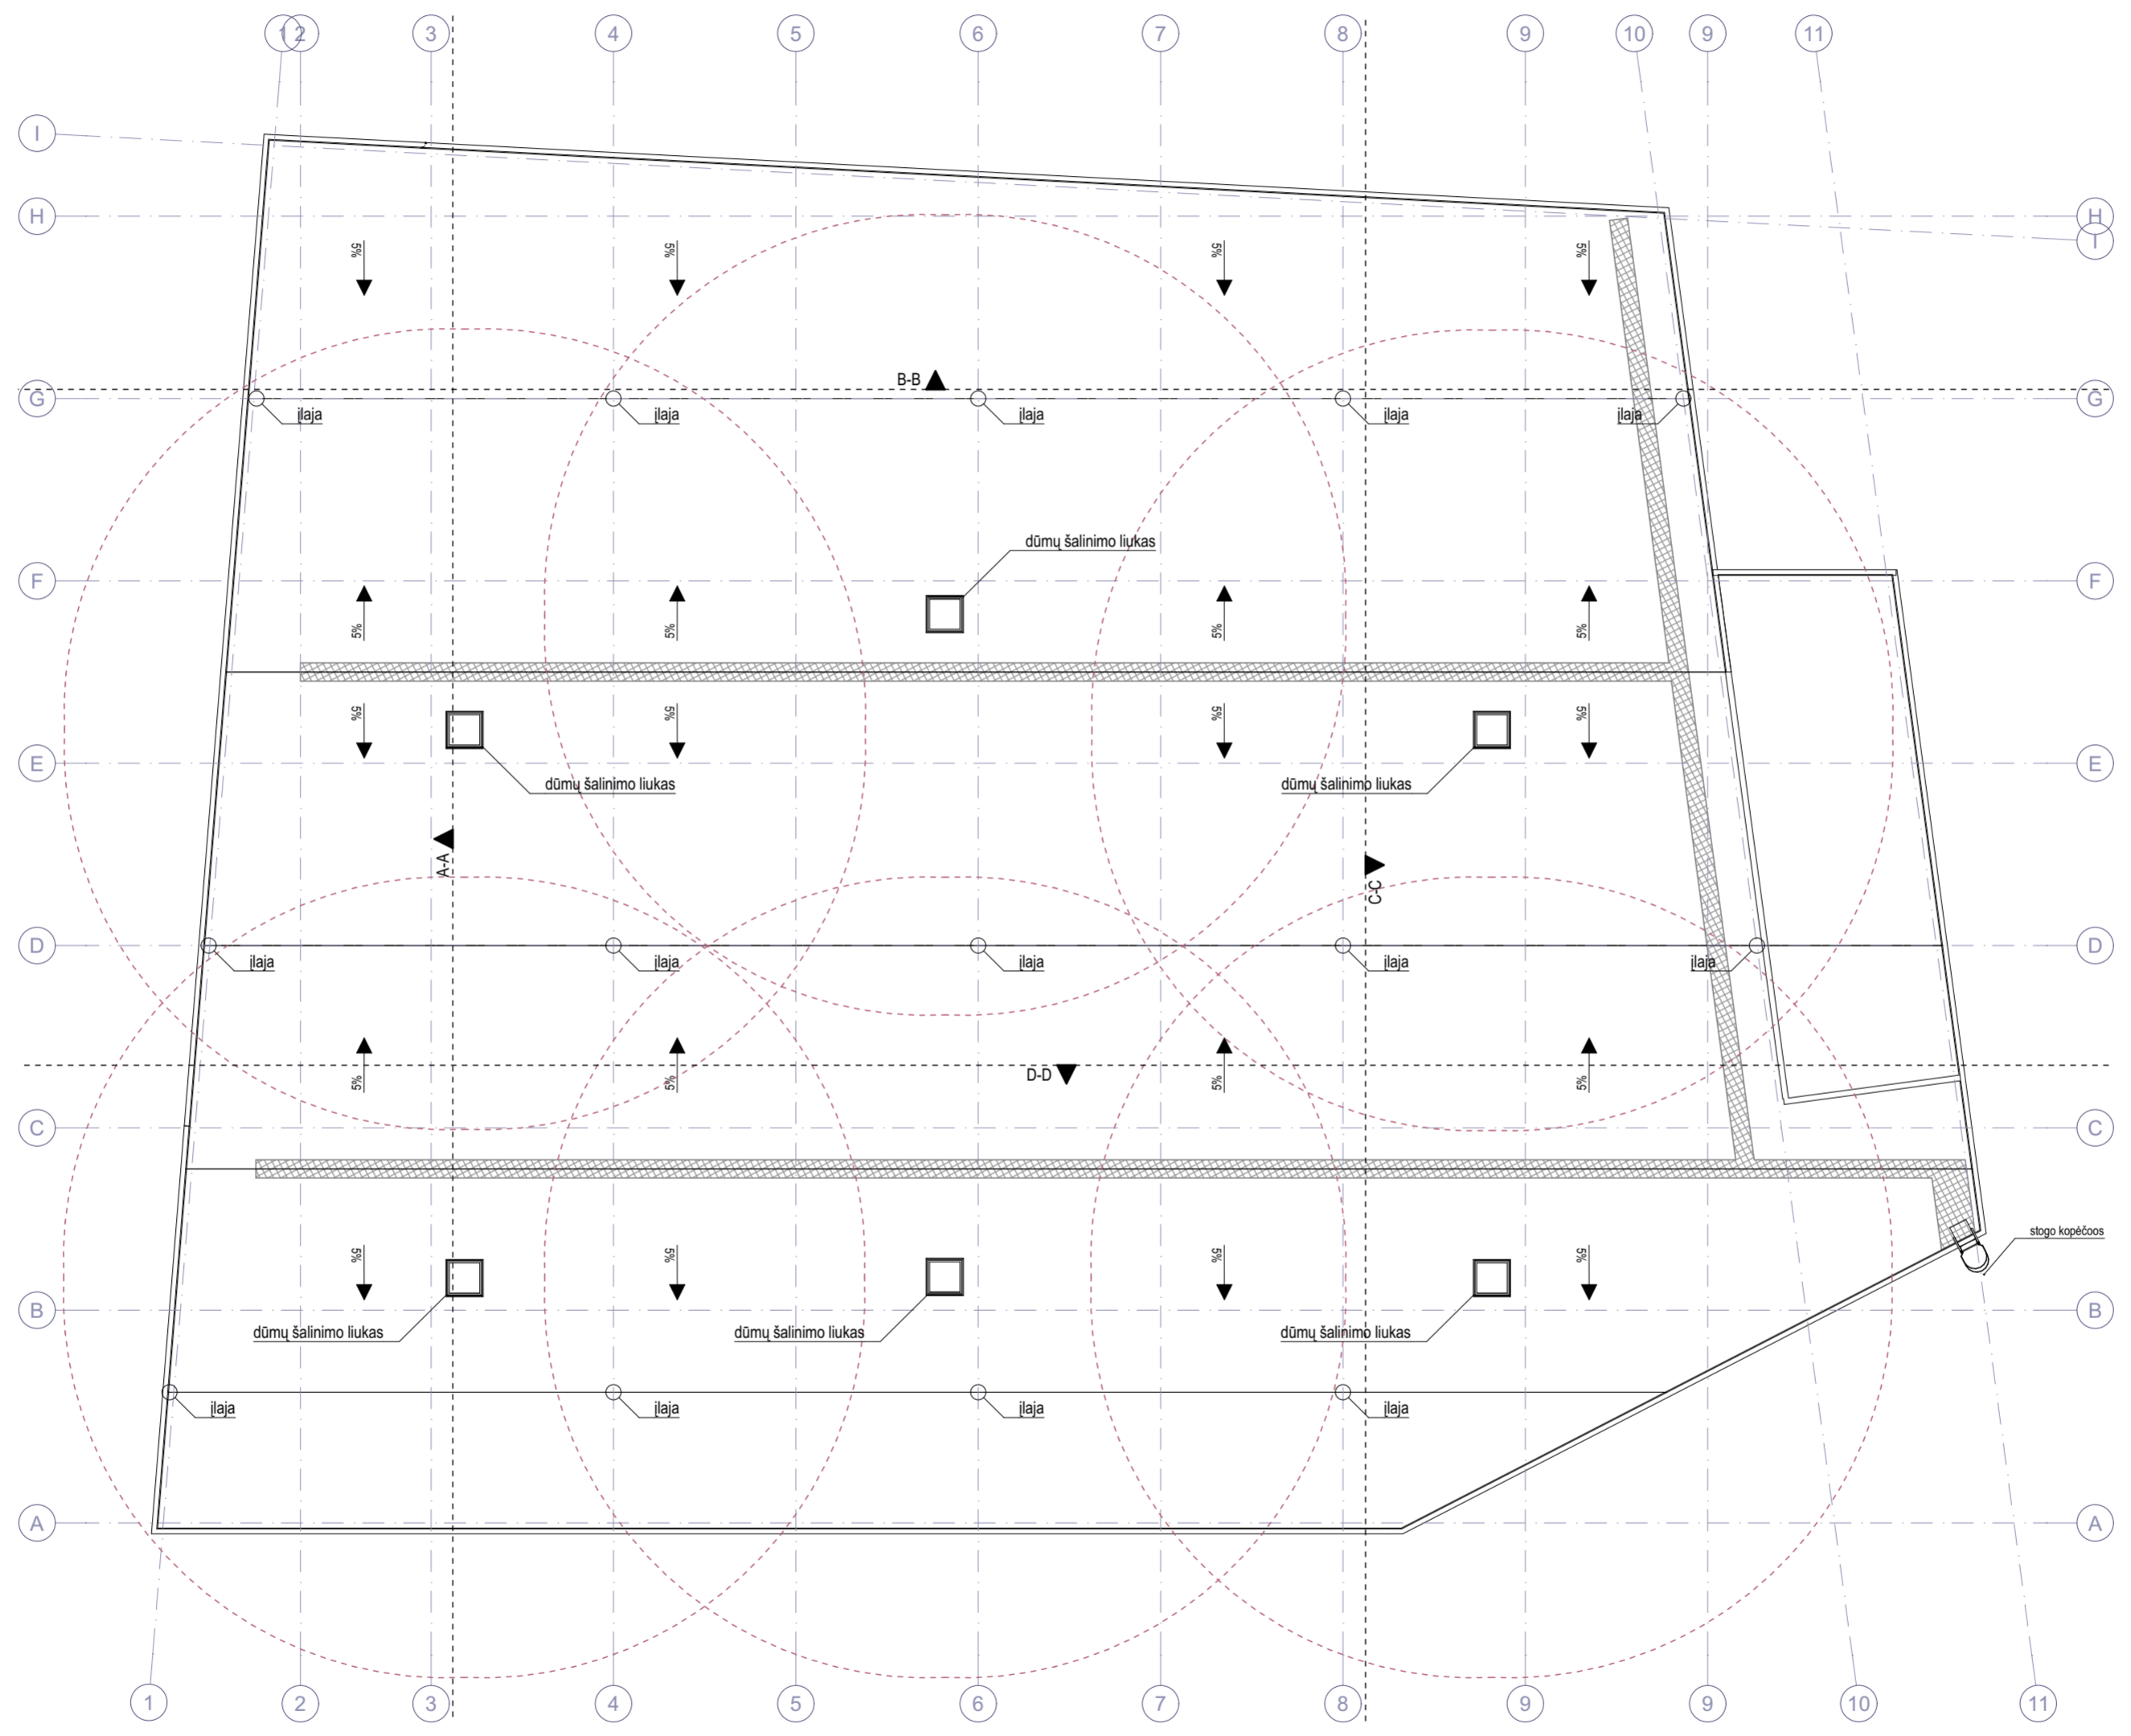 1 2 3 4 5 6 7 8 9 10 9 11
I
H H
I
5% 5% 5% 5%
B-B
G G
įlaja įlaja įlaja įlaja įlaja
dūmų šalinimo liukas
F F
5% 5% 5% 5%
5% 5% 5% 5%
E E
dūmų šalinimo liukas dūmų šalinimo liukas
A-A C-C
D D
įlaja įlaja įlaja įlaja įlaja
D-D
5% 5% 5% 5%
C C
stogo kopėčoos
5% 5% 5% 5%
B B
dūmų šalinimo liukas dūmų šalinimo liukas dūmų šalinimo liukas
įlaja įlaja įlaja įlaja
A A
1 2 3 4 5 6 7 8 9 9 10 11